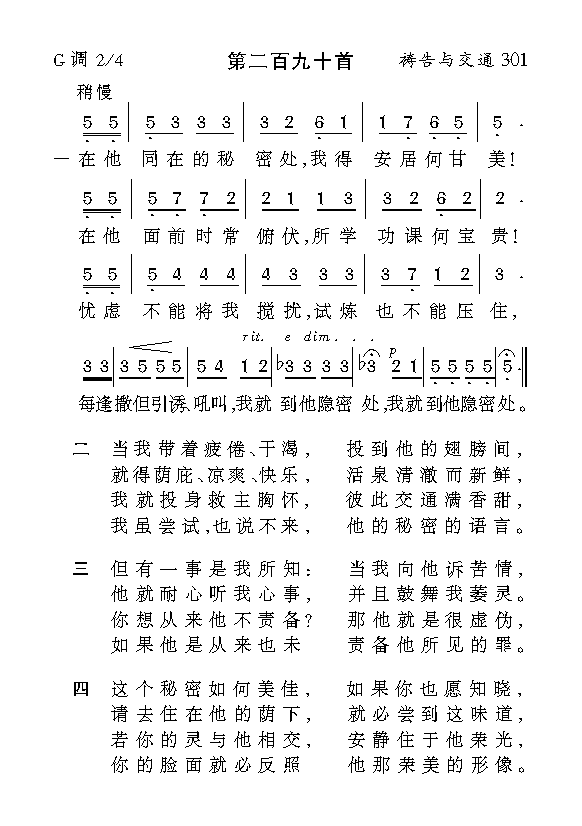 G 调 2/4 第二百九十首 祷告与交通 301
稍慢
5 5 | 5 3 3 3 | 3 2 6 1 | 1 7 6 5 | 5 ·
一 在他 同在的秘 密处,我得 安居何甘 美!
5 5 | 5 7 7 2 | 2 1 1 3 | 3 2 6 2 | 2 ·
在他 面前时常 俯伏,所学 功课何宝 贵!
5 5 | 5 4 4 4 | 4 3 3 3 | 3 7 1 2 | 3 ·
忧虑 不能将我 搅扰,试炼 也不能压 住,
rit. e dim. . .
3 3 | 3 5 5 5 | 5 4 1 2 | ♭3 3 3 3 | ♭3 p 2 1 | 5 5 5 5 | 5 · ‖
每逢撒但引诱、吼叫,我就 到他隐密 处,我就到他隐密处。
二 当我带着疲倦、干渴, 投到他的翅膀间,
就得荫庇、凉爽、快乐, 活泉清澈而新鲜,
我就投身救主胸怀, 彼此交通满香甜,
我虽尝试,也说不来, 他的秘密的语言。
三 但有一事是我所知: 当我向他诉苦情,
他就耐心听我心事, 并且鼓舞我萎灵。
你想从来他不责备? 那他就是很虚伪,
如果他是从来也未 责备他所见的罪。
四 这个秘密如何美佳, 如果你也愿知晓,
请去住在他的荫下, 就必尝到这味道,
若你的灵与他相交, 安静住于他荣光,
你的脸面就必反照 他那荣美的形像。